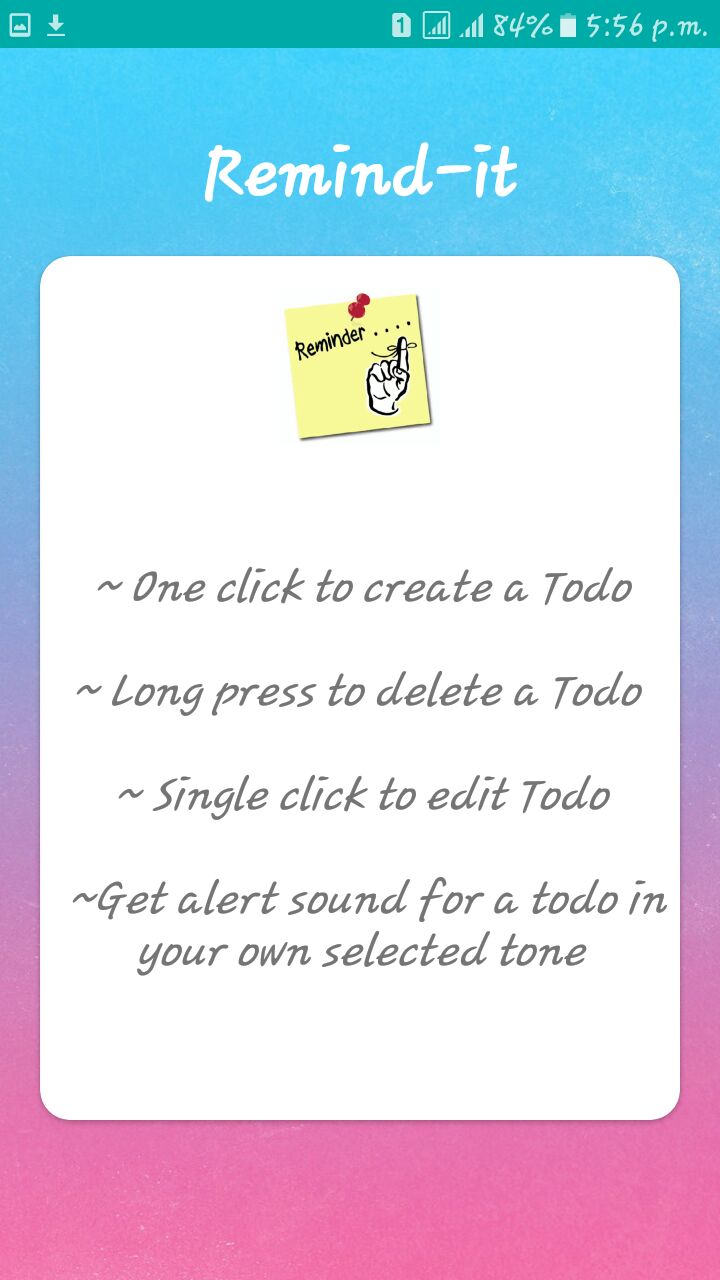 1 84% 5:56 p.m.
Remind-it
Reminder ....
~ One click to create a Todo
~ Long press to delete a Todo
~ Single click to edit Todo
~Get alert sound for a todo in
your own selected tone